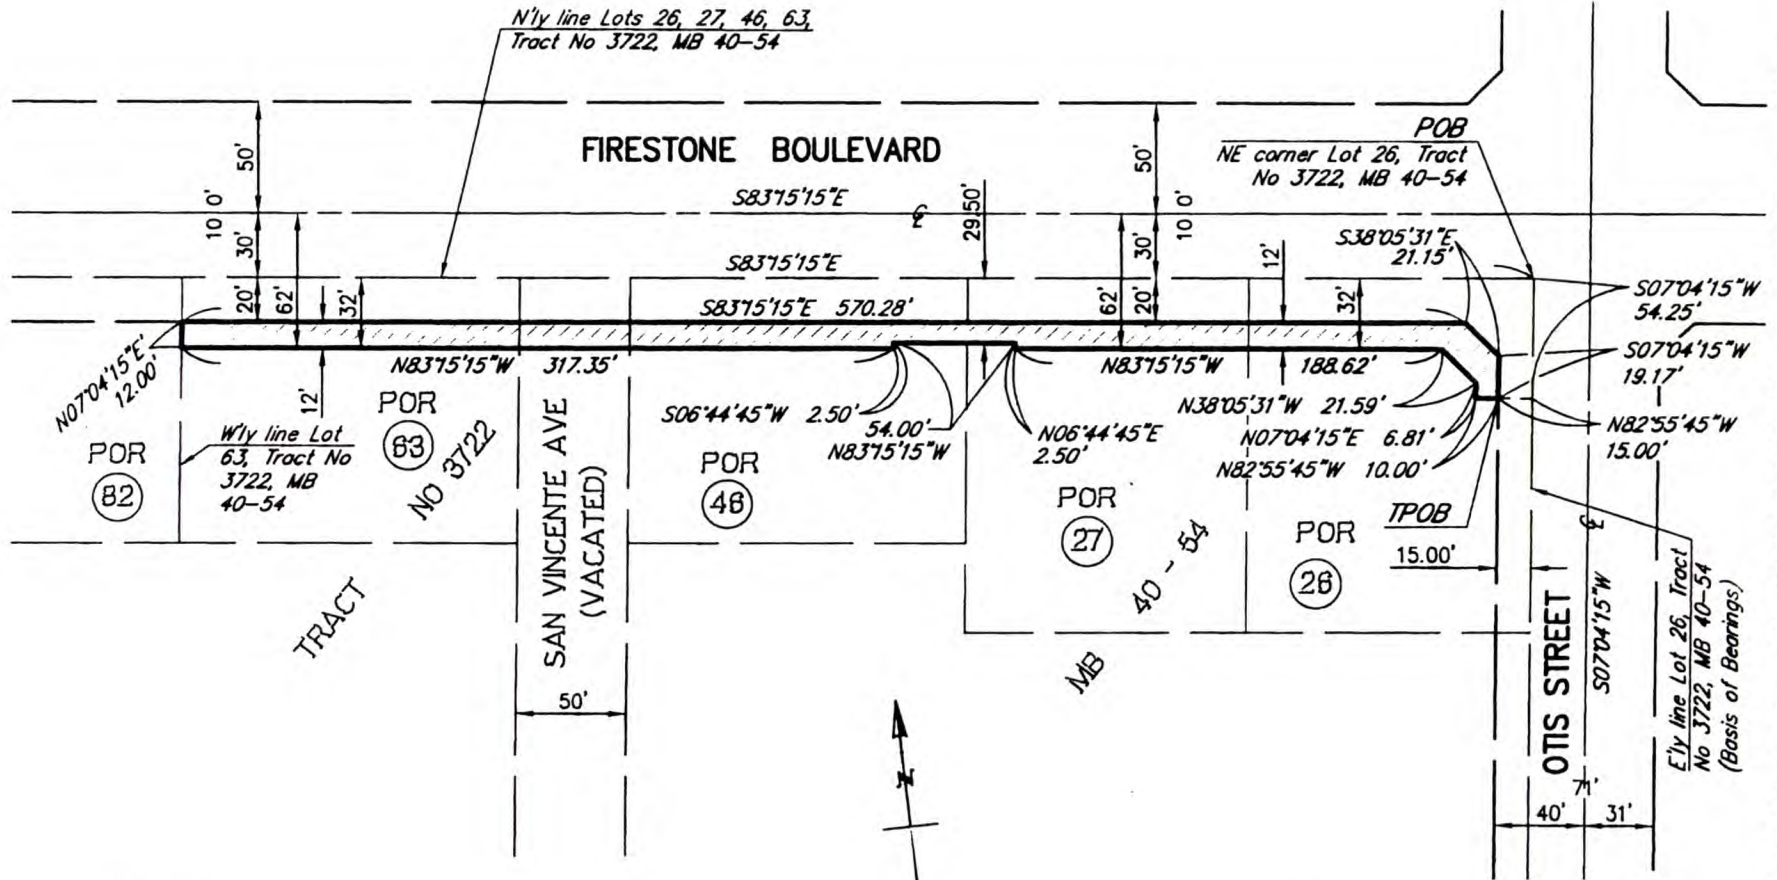 N'ly line Lots 26, 27, 46, 63,
Tract No 3722, MB 40-54
FIRESTONE BOULEVARD
POB
NE corner Lot 26, Tract
No 3722, MB 40-54
50'
50'
10 0'
10 0'
S83°15'15"E
29.50'
℄
30'
30'
S38°05'31"E
21.15'
S83°15'15"E
12'
S07°04'15"W
54.25'
20'
62'
32'
S83°15'15"E 570.28'
62'
20'
32'
S07°04'15"W
19.17'
N07°04'15"E
12.00'
12'
N83°15'15"W 317.35'
N83°15'15"W 188.62'
S06°44'45"W 2.50'
54.00'
N83°15'15"W
N06°44'45"E
2.50'
N38°05'31"W 21.59'
N07°04'15"E 6.81'
N82°55'45"W 10.00'
N82°55'45"W
15.00'
POR
82
W'ly line Lot
63, Tract No
3722, MB
40-54
POR
63
NO 3722
SAN VINCENTE AVE
(VACATED)
POR
46
POR
27
POR
26
TPOB
15.00'
℄
TRACT
MB
40 - 54
50'
N
OTIS STREET
S07°04'15"W
E'ly line Lot 26, Tract
No 3722, MB 40-54
(Basis of Bearings)
71'
40'
31'